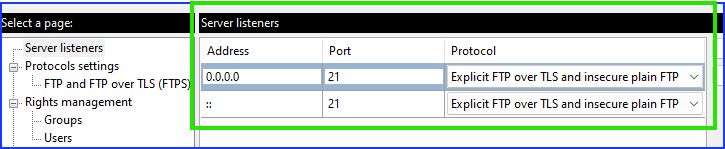 Select a page:
Server listeners
Protocols settings
FTP and FTP over TLS (FTPS)
Rights management
Groups
Users
Server listeners
Address Port Protocol
0.0.0.0 21 Explicit FTP over TLS and insecure plain FTP
:: 21 Explicit FTP over TLS and insecure plain FTP